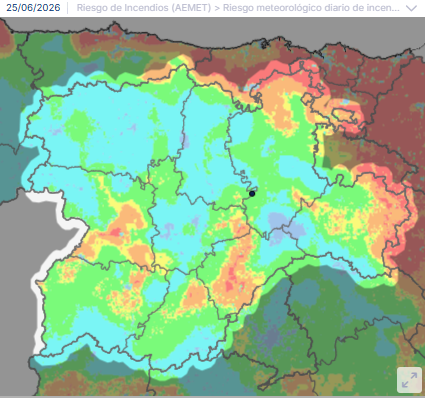 25/06/2026 | Riesgo de Incendios (AEMET) > Riesgo meteorológico diario de incen...